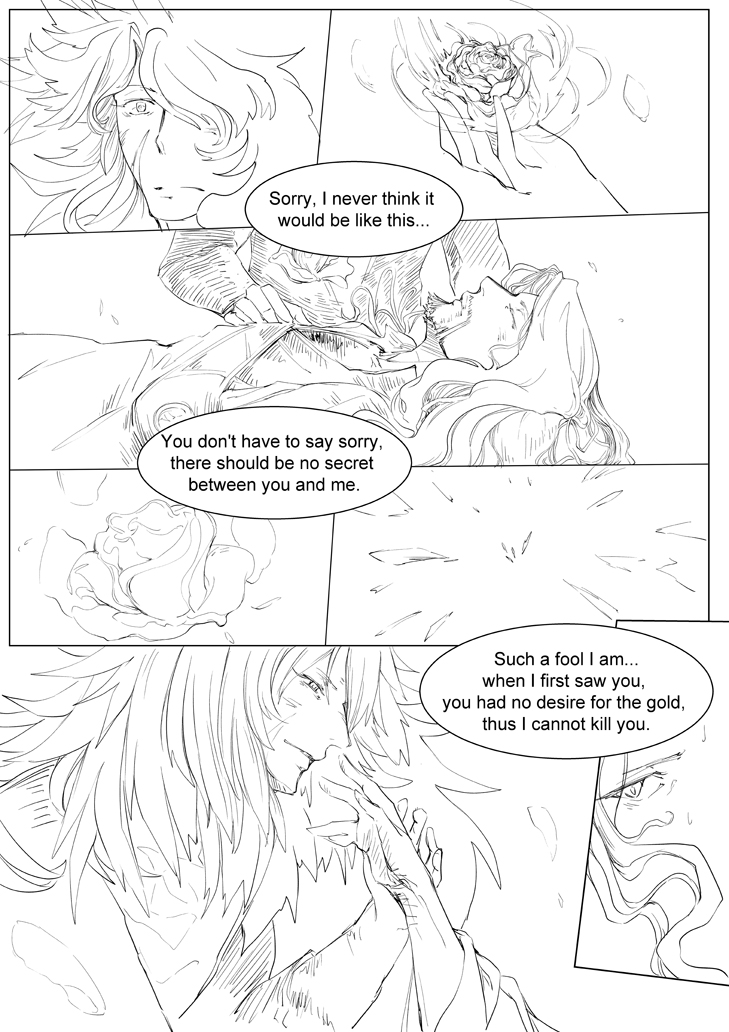 Sorry, I never think it
would be like this...
You don't have to say sorry,
there should be no secret
between you and me.
Such a fool I am...
when I first saw you,
you had no desire for the gold,
thus I cannot kill you.